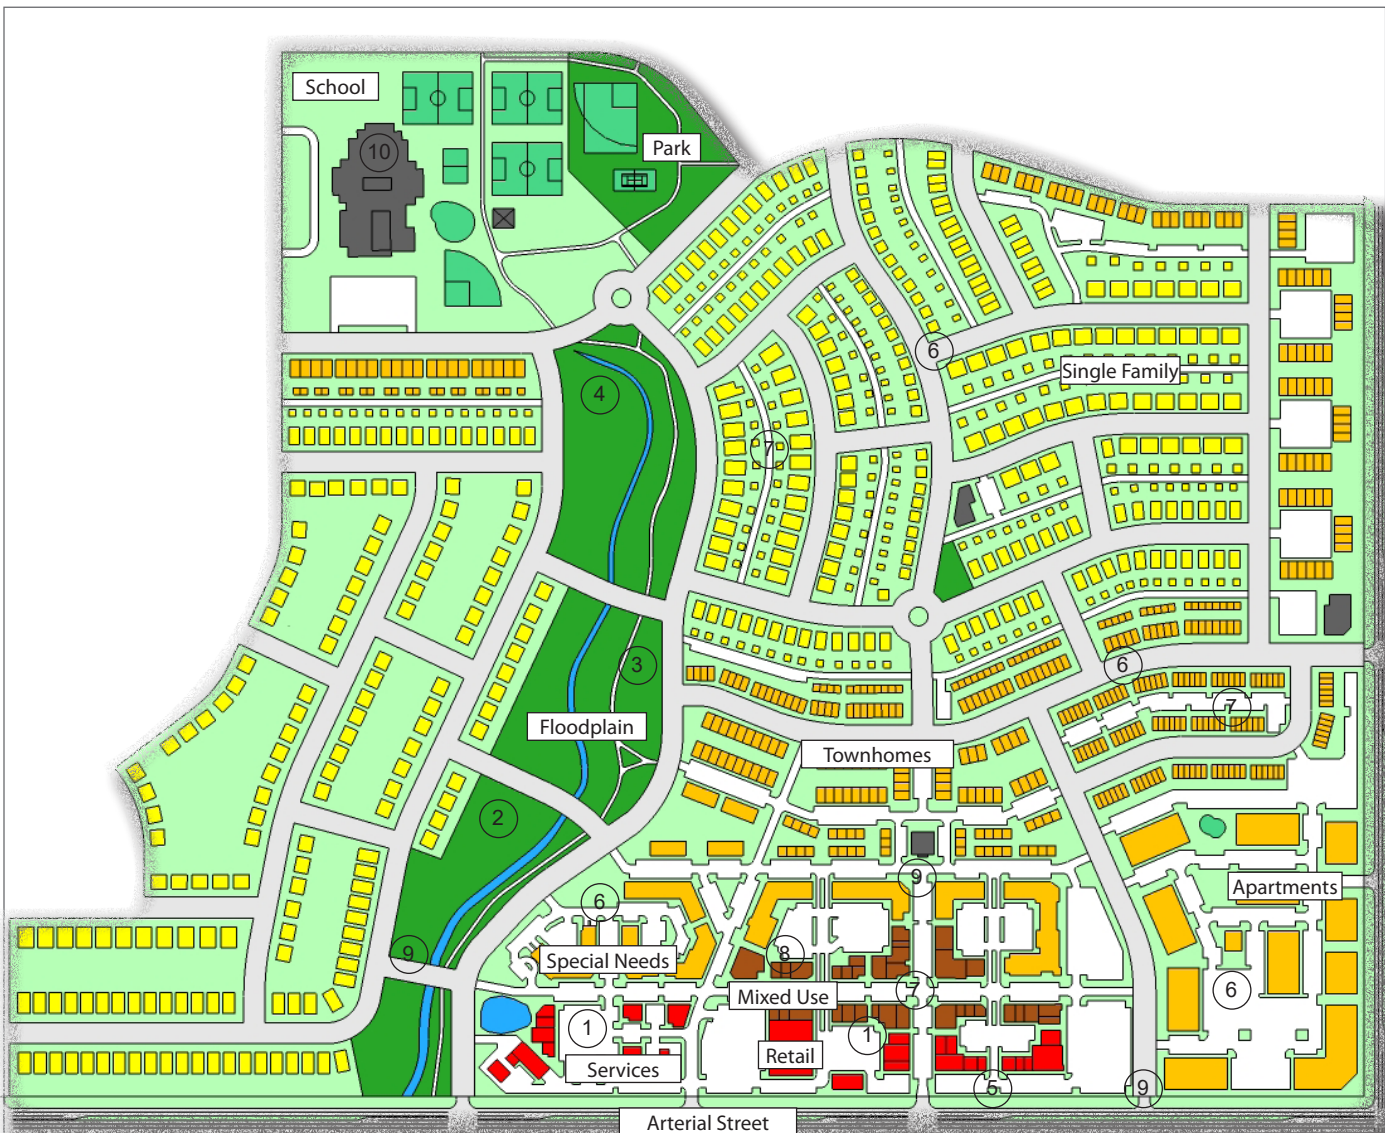 School
10
Park
6
Single Family
4
7
3
6
7
Floodplain
Townhomes
2
9
Apartments
6
9
8
Special Needs
7
6
Mixed Use
1
1
Retail
Services
5
9
Arterial Street